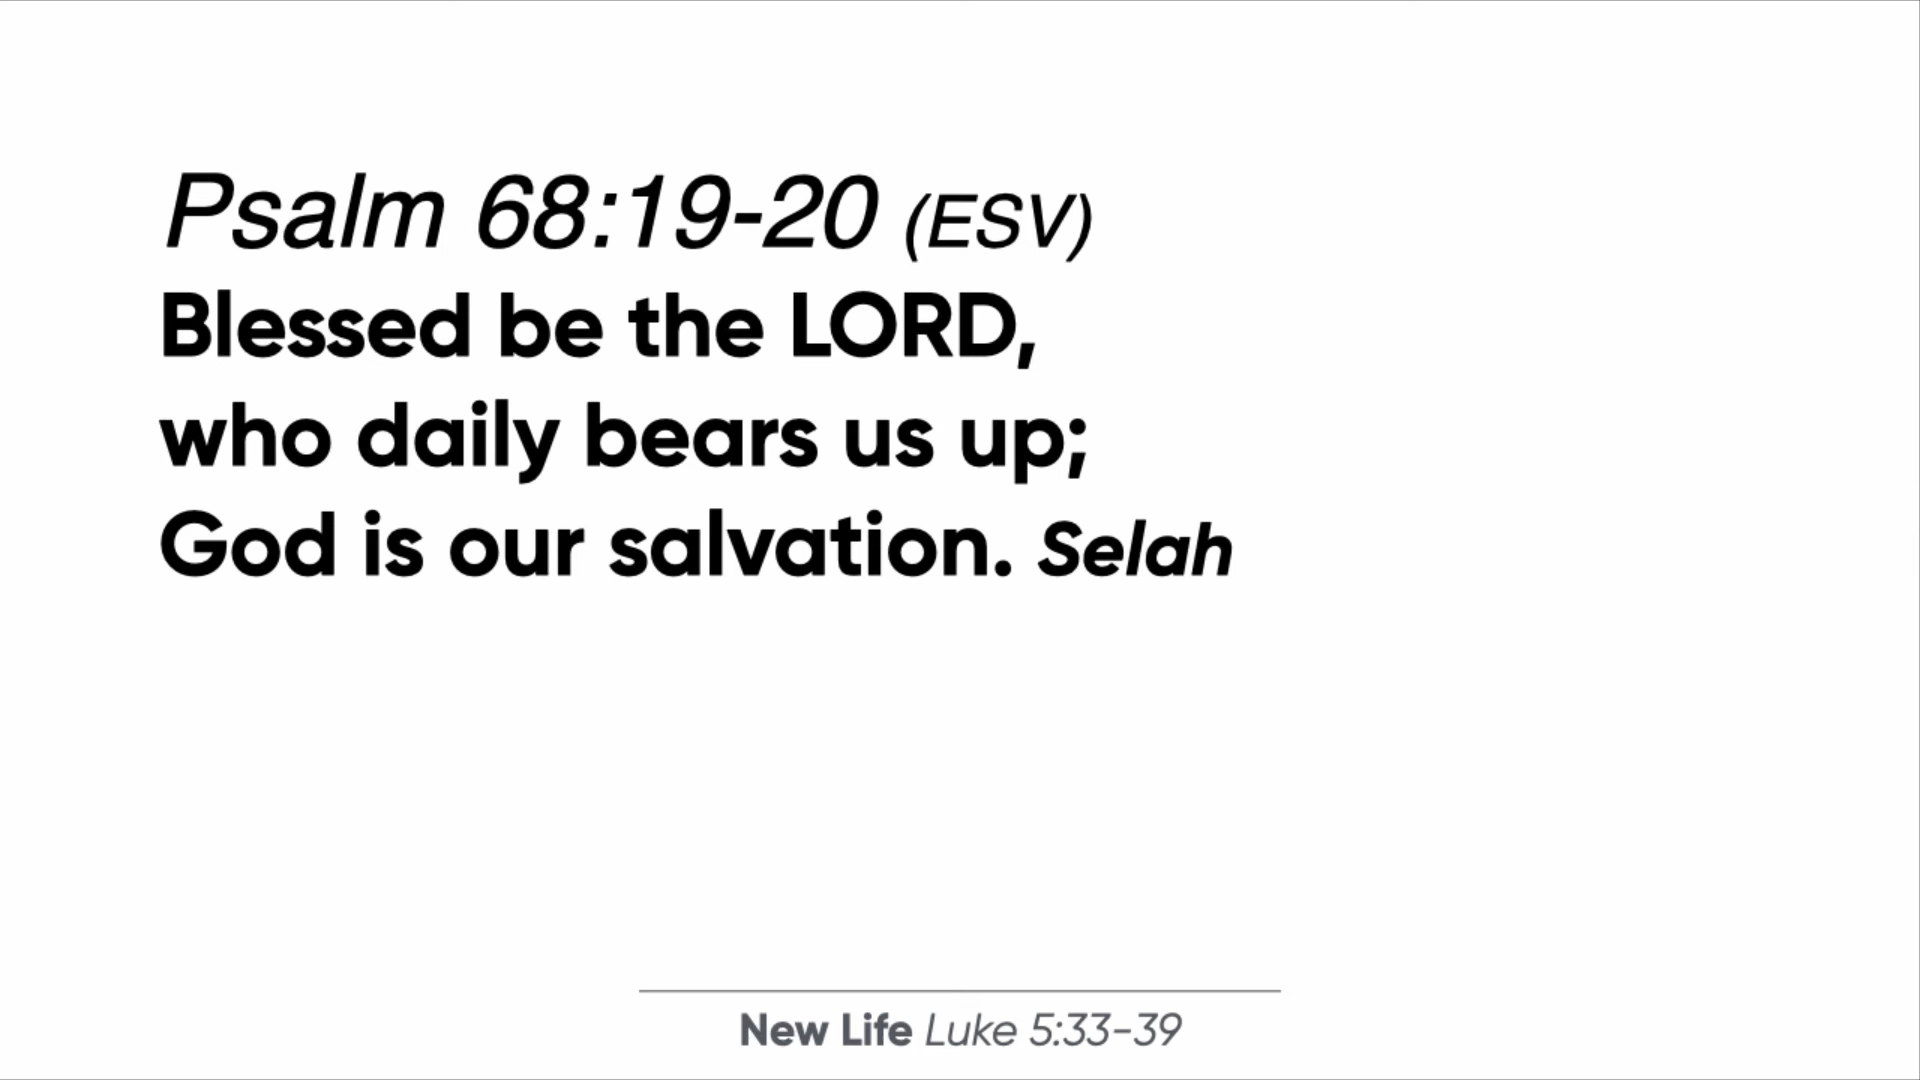 Psalm 68:19-20 (ESV)
Blessed be the LORD,
who daily bears us up;
God is our salvation. Selah
New Life Luke 5:33-39